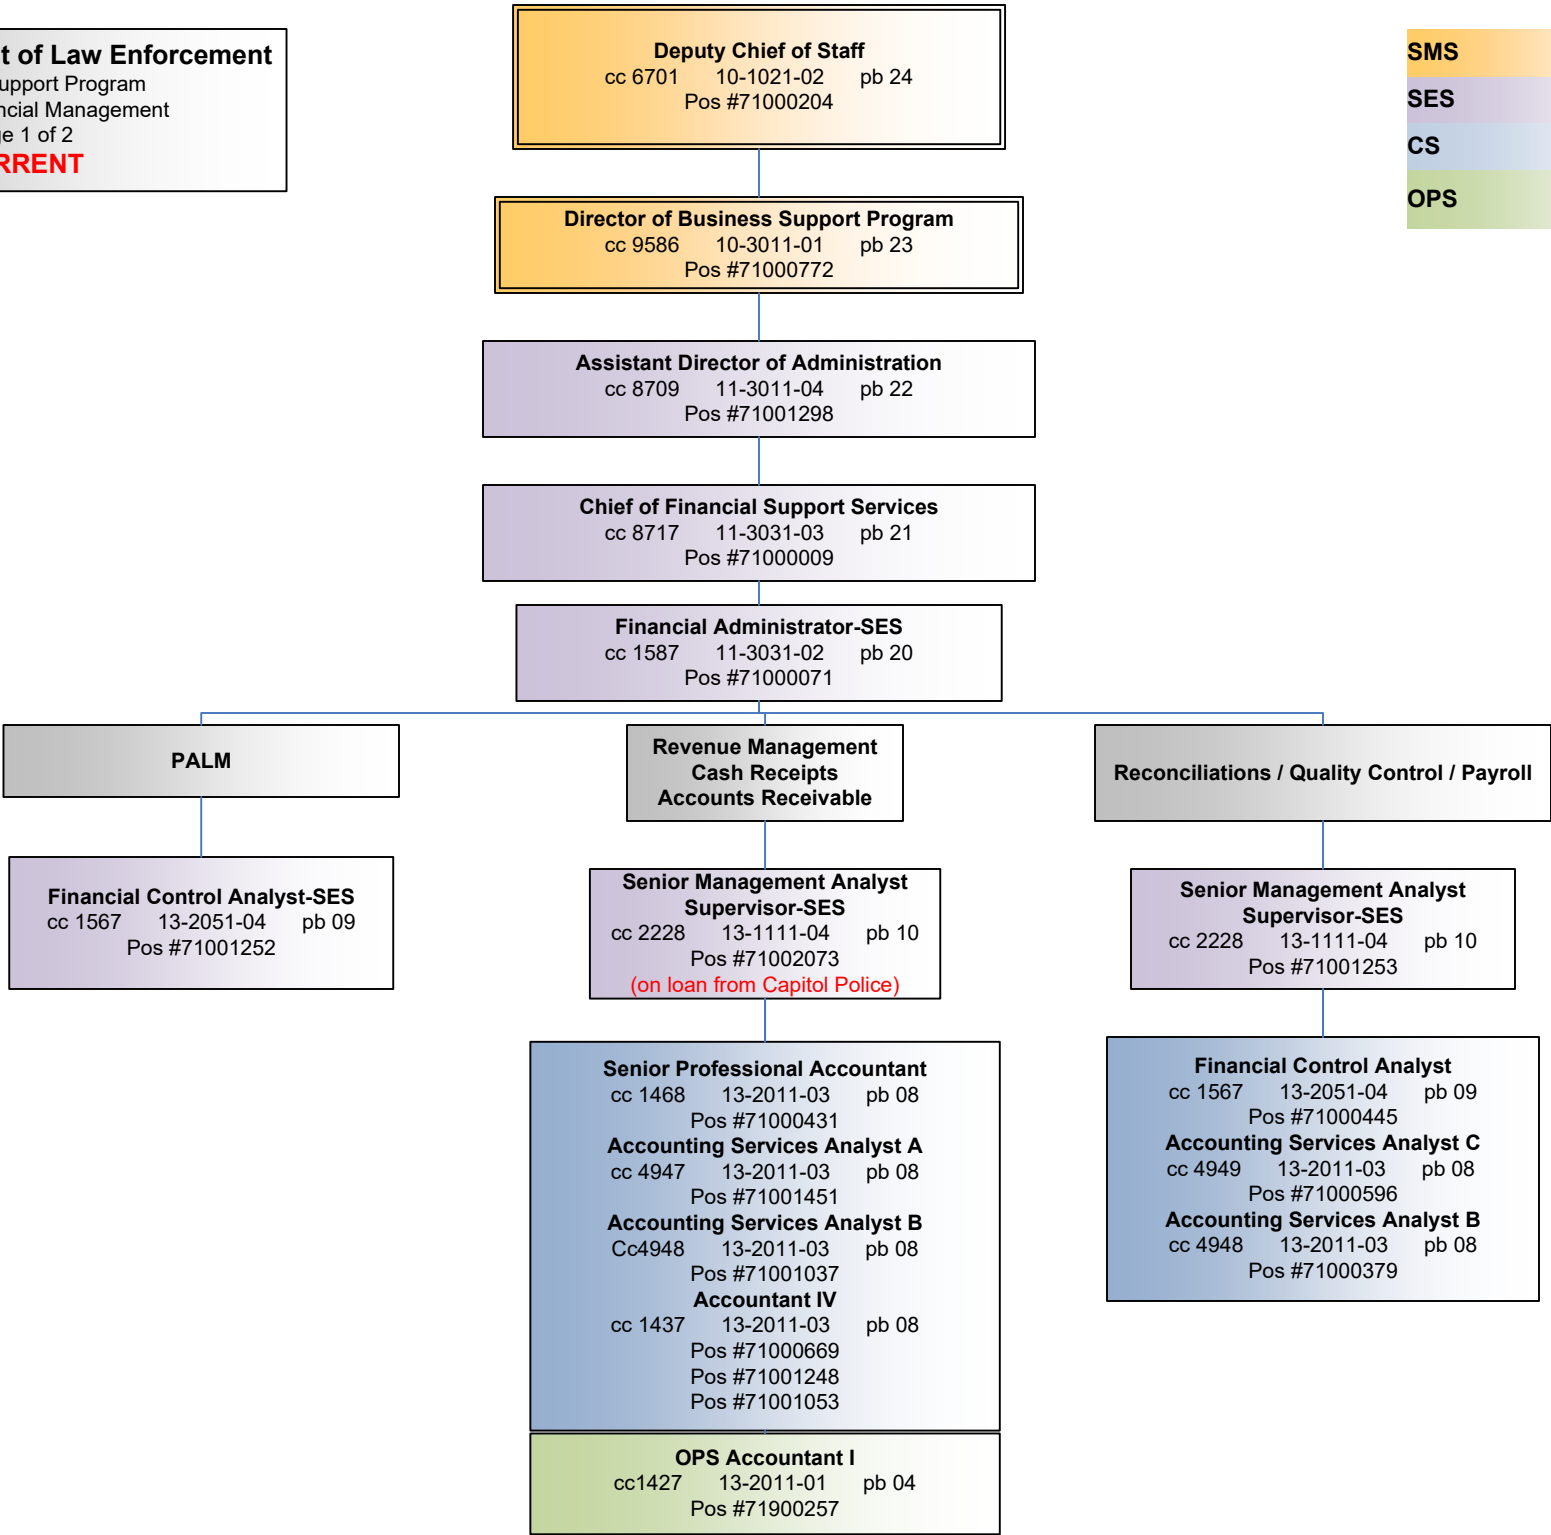 t of Law Enforcement
upport Program
ncial Management
e 1 of 2
RRENT
SMS
SES
CS
OPS
Deputy Chief of Staff
cc 6701 10-1021-02 pb 24
Pos #71000204
Director of Business Support Program
cc 9586 10-3011-01 pb 23
Pos #71000772
Assistant Director of Administration
cc 8709 11-3011-04 pb 22
Pos #71001298
Chief of Financial Support Services
cc 8717 11-3031-03 pb 21
Pos #71000009
Financial Administrator-SES
cc 1587 11-3031-02 pb 20
Pos #71000071
PALM
Financial Control Analyst-SES
cc 1567 13-2051-04 pb 09
Pos #71001252
Revenue Management
Cash Receipts
Accounts Receivable
Senior Management Analyst
Supervisor-SES
cc 2228 13-1111-04 pb 10
Pos #71002073
(on loan from Capitol Police)
Senior Professional Accountant
cc 1468 13-2011-03 pb 08
Pos #71000431
Accounting Services Analyst A
cc 4947 13-2011-03 pb 08
Pos #71001451
Accounting Services Analyst B
Cc4948 13-2011-03 pb 08
Pos #71001037
Accountant IV
cc 1437 13-2011-03 pb 08
Pos #71000669
Pos #71001248
Pos #71001053
OPS Accountant I
cc1427 13-2011-01 pb 04
Pos #71900257
Reconciliations / Quality Control / Payroll
Senior Management Analyst
Supervisor-SES
cc 2228 13-1111-04 pb 10
Pos #71001253
Financial Control Analyst
cc 1567 13-2051-04 pb 09
Pos #71000445
Accounting Services Analyst C
cc 4949 13-2011-03 pb 08
Pos #71000596
Accounting Services Analyst B
cc 4948 13-2011-03 pb 08
Pos #71000379